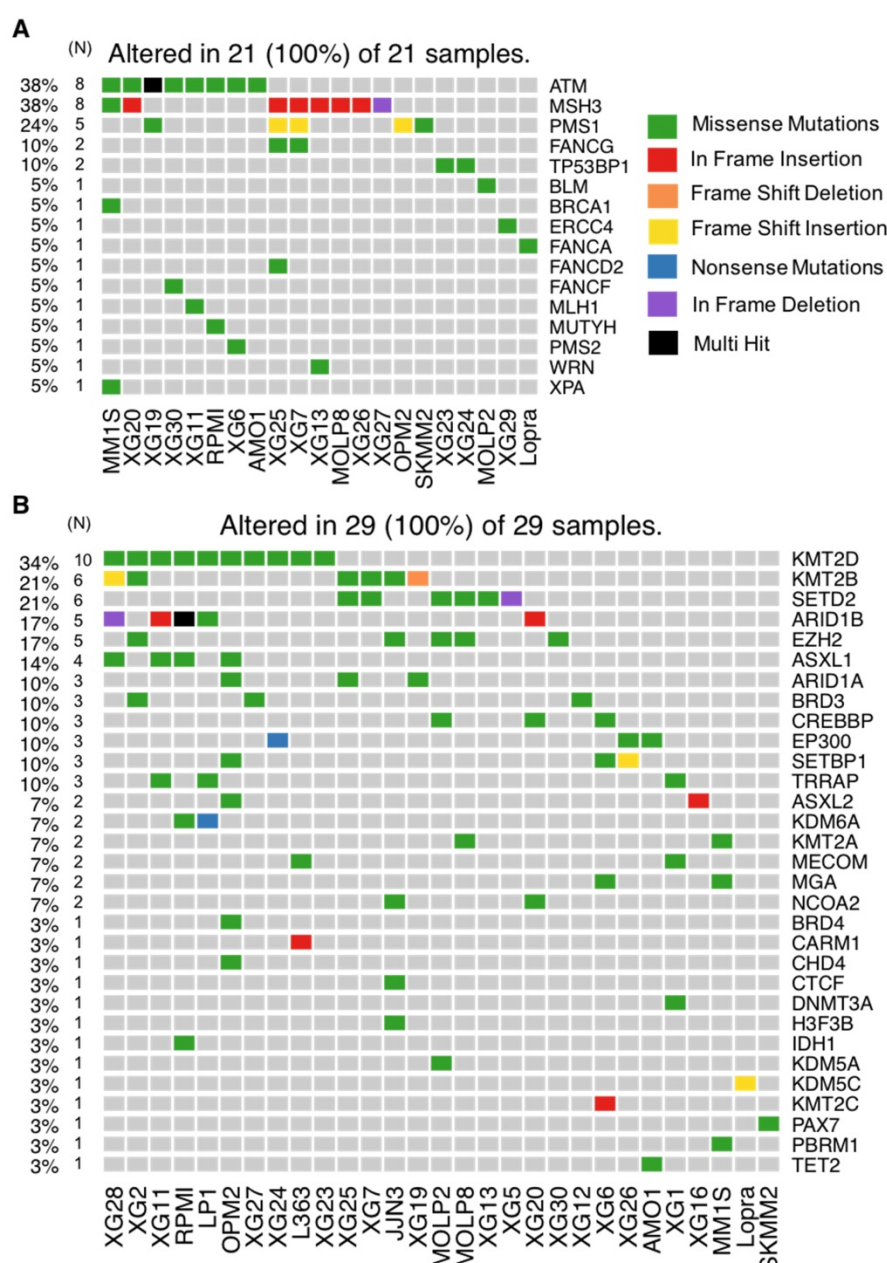 A
(N) Altered in 21 (100%) of 21 samples.
38% 8 ATM
38% 8 MSH3
24% 5 PMS1
10% 2 FANCG
10% 2 TP53BP1
5% 1 BLM
5% 1 BRCA1
5% 1 ERCC4
5% 1 FANCA
5% 1 FANCD2
5% 1 FANCF
5% 1 MLH1
5% 1 MUTYH
5% 1 PMS2
5% 1 WRN
5% 1 XPA
MM1S XG20 XG19 XG30 XG11 RPMI XG6 AMO1 XG25 XG7 XG13 MOLP8 XG26 XG27 OPM2 SKMM2 XG23 XG24 MOLP2 XG29 Lopra
Missense Mutations
In Frame Insertion
Frame Shift Deletion
Frame Shift Insertion
Nonsense Mutations
In Frame Deletion
Multi Hit
B
(N) Altered in 29 (100%) of 29 samples.
34% 10 KMT2D
21% 6 KMT2B
21% 6 SETD2
17% 5 ARID1B
17% 5 EZH2
14% 4 ASXL1
10% 3 ARID1A
10% 3 BRD3
10% 3 CREBBP
10% 3 EP300
10% 3 SETBP1
10% 3 TRRAP
7% 2 ASXL2
7% 2 KDM6A
7% 2 KMT2A
7% 2 MECOM
7% 2 MGA
7% 2 NCOA2
3% 1 BRD4
3% 1 CARM1
3% 1 CHD4
3% 1 CTCF
3% 1 DNMT3A
3% 1 H3F3B
3% 1 IDH1
3% 1 KDM5A
3% 1 KDM5C
3% 1 KMT2C
3% 1 PAX7
3% 1 PBRM1
3% 1 TET2
XG28 XG2 XG11 RPMI LP1 OPM2 XG27 XG24 L363 XG23 XG25 XG7 JJN3 XG19 MOLP2 MOLP8 XG13 XG5 XG20 XG30 XG12 XG6 XG26 AMO1 XG1 XG16 MM1S Lopra SKMM2